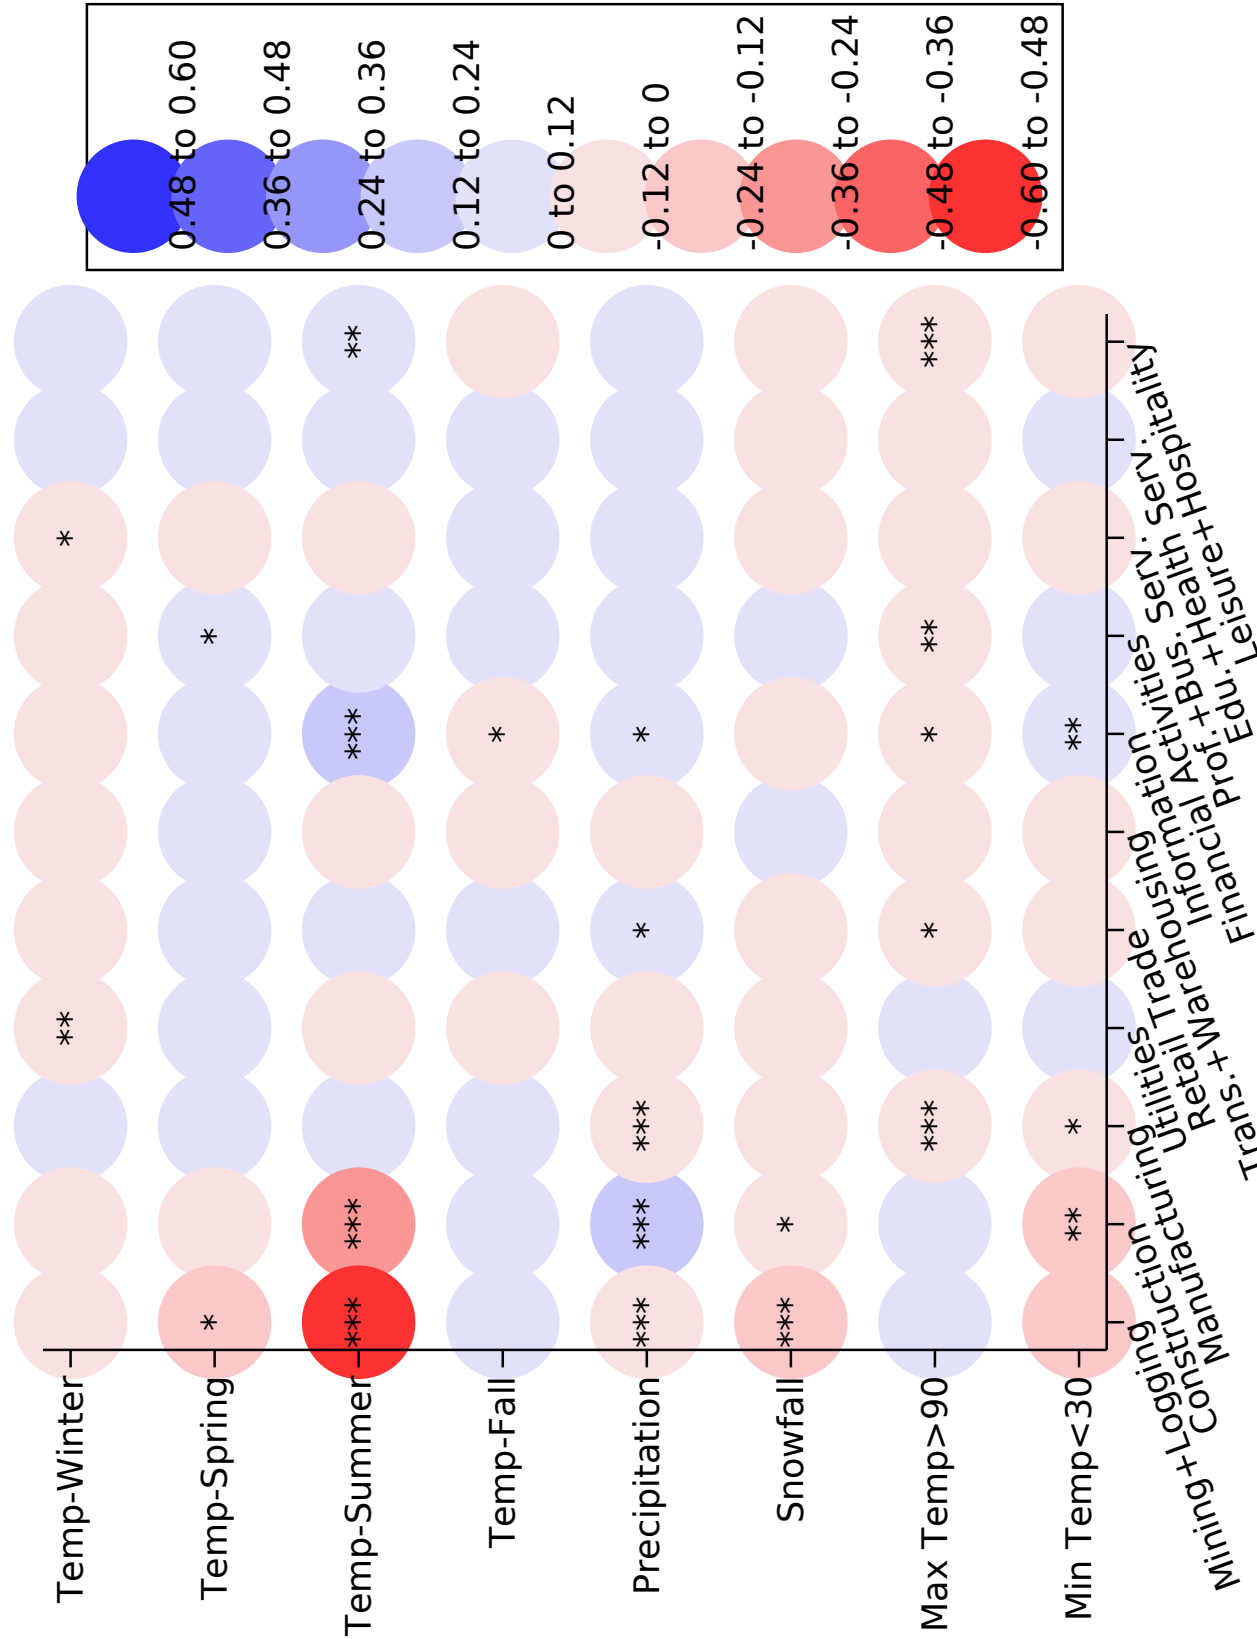 Temp-Winter
* ** 
Temp-Spring
* *
Temp-Summer
*** *** *** **
Temp-Fall
*
Precipitation
*** *** *** * *
Snowfall
*** *
Max Temp>90
*** * * ** ***
Min Temp<30
** * **
Mining+Logging
Construction
Manufacturing
Utilities
Retail Trade
Trans.+Warehousing
Information
Financial Activities
Prof.+Bus. Serv.
Edu.+Health Serv.
Leisure+Hospitality
0.48 to 0.60
0.36 to 0.48
0.24 to 0.36
0.12 to 0.24
0 to 0.12
-0.12 to 0
-0.24 to -0.12
-0.36 to -0.24
-0.48 to -0.36
-0.60 to -0.48